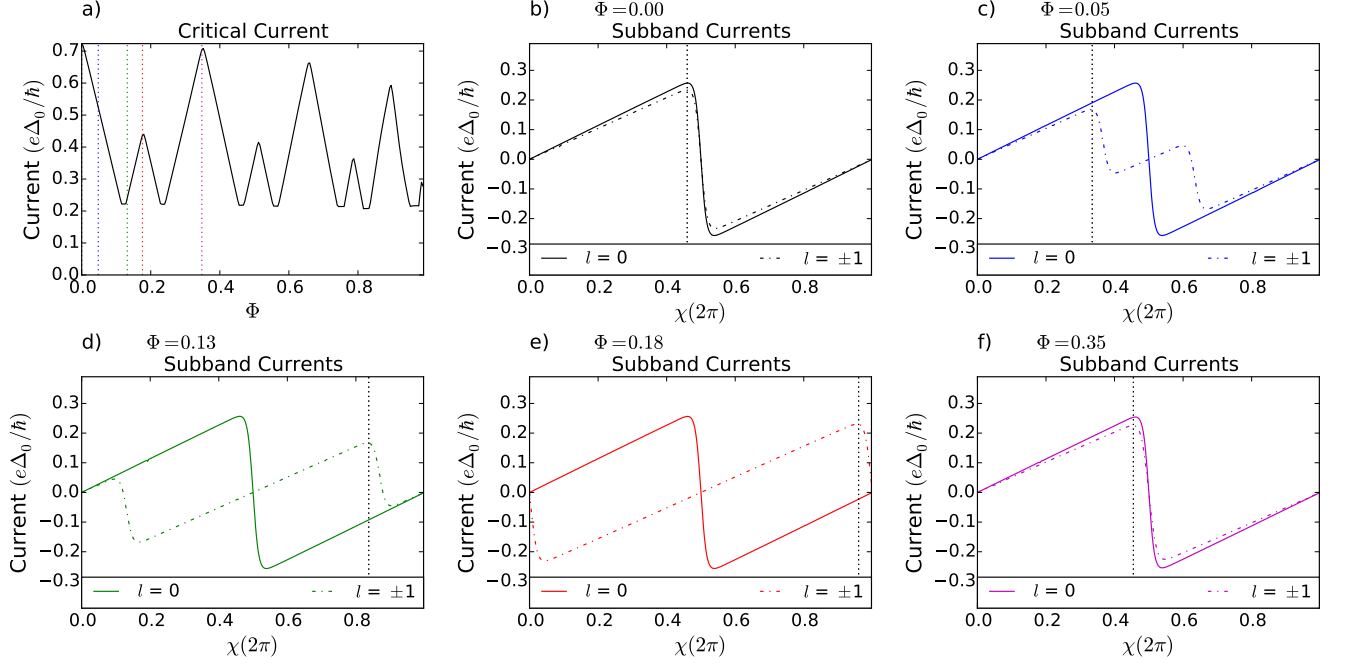 a)
Critical Current
Current (eΔ₀/ħ)
0.7
0.6
0.5
0.4
0.3
0.2
0.1
0.0
0.0 0.2 0.4 0.6 0.8
Φ
b) Φ=0.00
Subband Currents
Current (eΔ₀/ħ)
0.3
0.2
0.1
0.0
−0.1
−0.2
−0.3
l = 0 l = ±1
0.0 0.2 0.4 0.6 0.8
χ(2π)
c) Φ=0.05
Subband Currents
Current (eΔ₀/ħ)
0.3
0.2
0.1
0.0
−0.1
−0.2
−0.3
l = 0 l = ±1
0.0 0.2 0.4 0.6 0.8
χ(2π)
d) Φ=0.13
Subband Currents
Current (eΔ₀/ħ)
0.3
0.2
0.1
0.0
−0.1
−0.2
−0.3
l = 0 l = ±1
0.0 0.2 0.4 0.6 0.8
χ(2π)
e) Φ=0.18
Subband Currents
Current (eΔ₀/ħ)
0.3
0.2
0.1
0.0
−0.1
−0.2
−0.3
l = 0 l = ±1
0.0 0.2 0.4 0.6 0.8
χ(2π)
f) Φ=0.35
Subband Currents
Current (eΔ₀/ħ)
0.3
0.2
0.1
0.0
−0.1
−0.2
−0.3
l = 0 l = ±1
0.0 0.2 0.4 0.6 0.8
χ(2π)